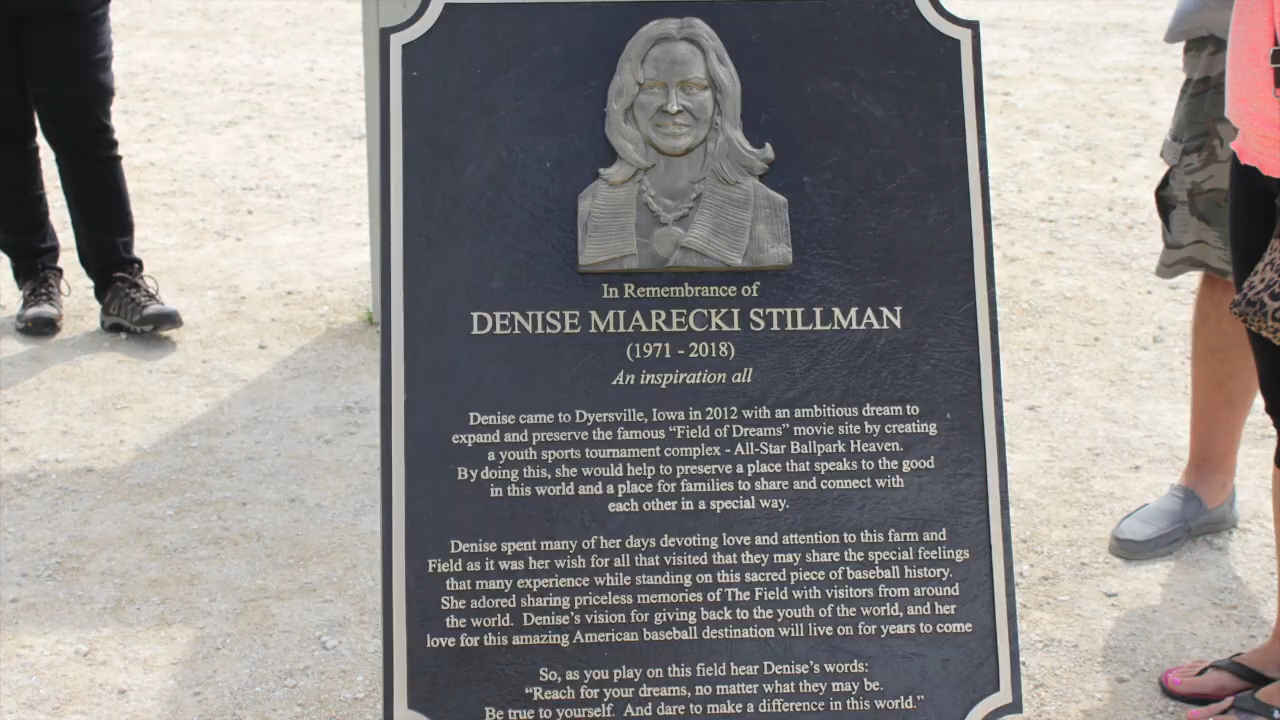 In Remembrance of
DENISE MIARECKI STILLMAN
(1971 - 2018)
An inspiration all
Denise came to Dyersville, Iowa in 2012 with an ambitious dream to
expand and preserve the famous “Field of Dreams” movie site by creating
a youth sports tournament complex - All-Star Ballpark Heaven.
By doing this, she would help to preserve a place that speaks to the good
in this world and a place for families to share and connect with
each other in a special way.
Denise spent many of her days devoting love and attention to this farm and
Field as it was her wish for all that visited that they may share the special feelings
that many experience while standing on this sacred piece of baseball history.
She adored sharing priceless memories of The Field with visitors from around
the world. Denise’s vision for giving back to the youth of the world, and her
love for this amazing American baseball destination will live on for years to come
So, as you play on this field hear Denise’s words:
“Reach for your dreams, no matter what they may be.
Be true to yourself. And dare to make a difference in this world.”